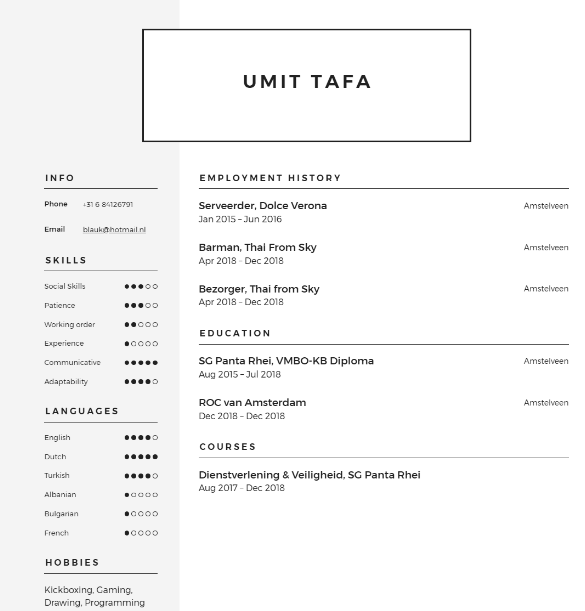 UMIT TAFA
INFO
Phone +31 6 84126791
Email blauk@hotmail.nl
SKILLS
Social Skills
Patience
Working order
Experience
Communicative
Adaptability
LANGUAGES
English
Dutch
Turkish
Albanian
Bulgarian
French
HOBBIES
Kickboxing, Gaming,
Drawing, Programming
EMPLOYMENT HISTORY
Serveerder, Dolce Verona Amstelveen
Jan 2015 – Jun 2016
Barman, Thai From Sky Amstelveen
Apr 2018 – Dec 2018
Bezorger, Thai from Sky Amstelveen
Apr 2018 – Dec 2018
EDUCATION
SG Panta Rhei, VMBO-KB Diploma Amstelveen
Aug 2015 – Jul 2018
ROC van Amsterdam Amstelveen
Dec 2018 – Dec 2018
COURSES
Dienstverlening & Veiligheid, SG Panta Rhei
Aug 2017 – Dec 2018